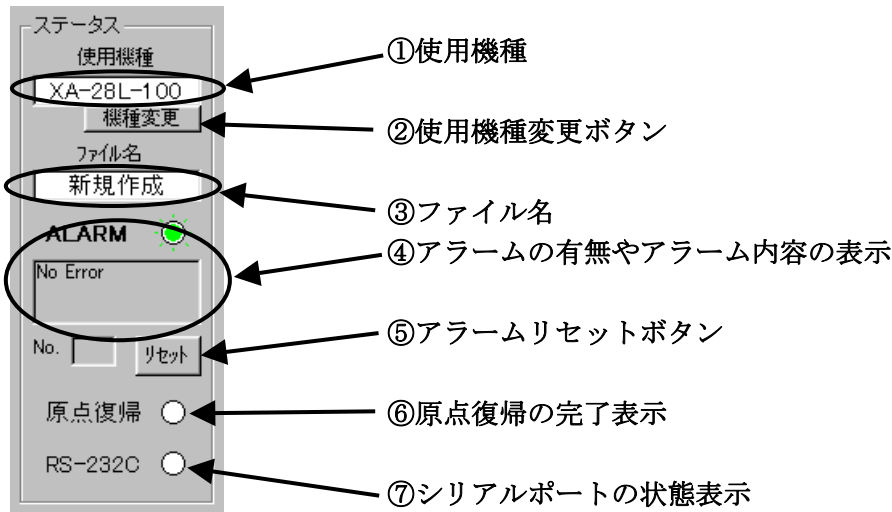 ステータス
使用機種
XA-28L-100
機種変更
ファイル名
新規作成
ALARM
No Error
No.
リセット
原点復帰
RS-232C
①使用機種
②使用機種変更ボタン
③ファイル名
④アラームの有無やアラーム内容の表示
⑤アラームリセットボタン
⑥原点復帰の完了表示
⑦シリアルポートの状態表示